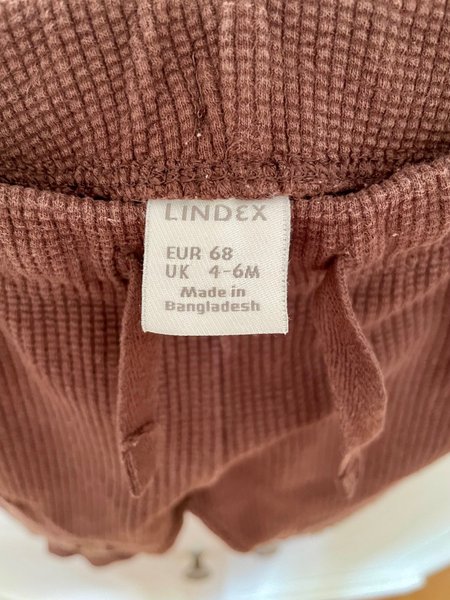 LINDEX
EUR 68
UK 4-6M
Made in
Bangladesh